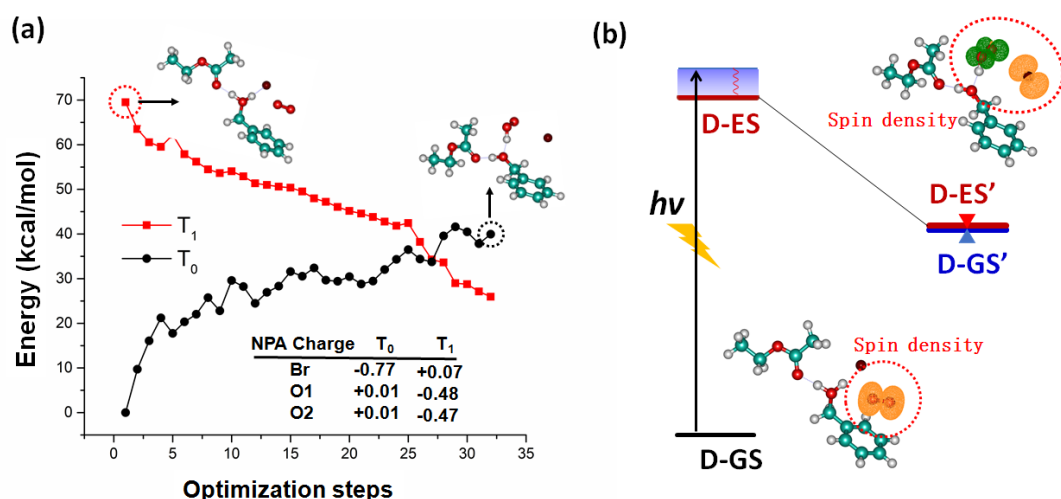 (a)
Energy (kcal/mol)
70
60
50
40
30
20
10
0
T₁
T₀
NPA Charge T₀ T₁
Br -0.77 +0.07
O1 +0.01 -0.48
O2 +0.01 -0.47
0 5 10 15 20 25 30 35
Optimization steps
(b)
D-ES
Spin density
D-ES’
D-GS’
hν
Spin density
D-GS